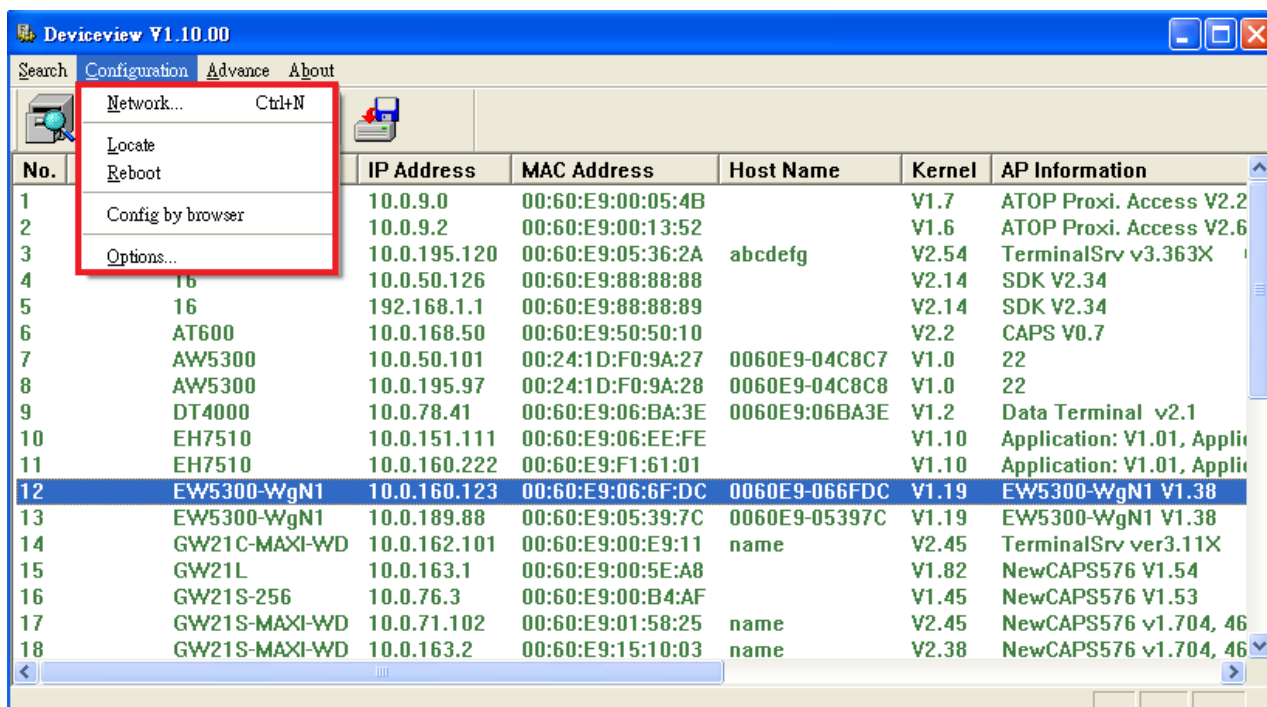 Deviceview V1.10.00
Search Configuration Advance About
Network... Ctrl+N
Locate
Reboot
Config by browser
Options...
No. IP Address MAC Address Host Name Kernel AP Information
1 10.0.9.0 00:60:E9:00:05:4B V1.7 ATOP Proxi. Access V2.2
2 10.0.9.2 00:60:E9:00:13:52 V1.6 ATOP Proxi. Access V2.6
3 10.0.195.120 00:60:E9:05:36:2A abcdefg V2.54 TerminalSrv v3.363X
4 16 10.0.50.126 00:60:E9:88:88:88 V2.14 SDK V2.34
5 16 192.168.1.1 00:60:E9:88:88:89 V2.14 SDK V2.34
6 AT600 10.0.168.50 00:60:E9:50:50:10 V2.2 CAPS V0.7
7 AW5300 10.0.50.101 00:24:1D:F0:9A:27 0060E9-04C8C7 V1.0 22
8 AW5300 10.0.195.97 00:24:1D:F0:9A:28 0060E9-04C8C8 V1.0 22
9 DT4000 10.0.78.41 00:60:E9:06:BA:3E 0060E9:06BA3E V1.2 Data Terminal v2.1
10 EH7510 10.0.151.111 00:60:E9:06:EE:FE V1.10 Application: V1.01, Appli
11 EH7510 10.0.160.222 00:60:E9:F1:61:01 V1.10 Application: V1.01, Appli
12 EW5300-WgN1 10.0.160.123 00:60:E9:06:6F:DC 0060E9-066FDC V1.19 EW5300-WgN1 V1.38
13 EW5300-WgN1 10.0.189.88 00:60:E9:05:39:7C 0060E9-05397C V1.19 EW5300-WgN1 V1.38
14 GW21C-MAXI-WD 10.0.162.101 00:60:E9:00:E9:11 name V2.45 TerminalSrv ver3.11X
15 GW21L 10.0.163.1 00:60:E9:00:5E:A8 V1.82 NewCAPS576 V1.54
16 GW21S-256 10.0.76.3 00:60:E9:00:B4:AF V1.45 NewCAPS576 V1.53
17 GW21S-MAXI-WD 10.0.71.102 00:60:E9:01:58:25 name V2.45 NewCAPS576 v1.704, 46
18 GW21S-MAXI-WD 10.0.163.2 00:60:E9:15:10:03 name V2.38 NewCAPS576 v1.704, 46